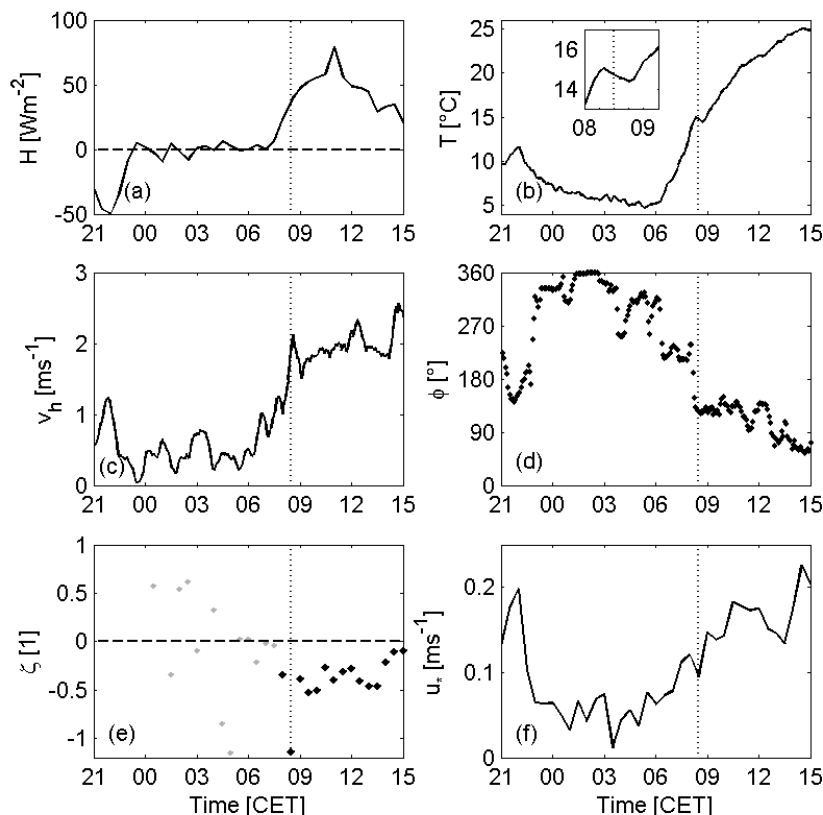 100
50
0
-50
H [Wm⁻²]
(a)
21 00 03 06 09 12 15
25
20
15
10
5
T [°C]
16
14
08 09
(b)
21 00 03 06 09 12 15
3
2
1
0
vₕ [ms⁻¹]
(c)
21 00 03 06 09 12 15
360
270
180
90
0
ϕ [°]
(d)
21 00 03 06 09 12 15
1
0.5
0
-0.5
-1
ζ [1]
(e)
21 00 03 06 09 12 15
Time [CET]
0.2
0.1
0
u* [ms⁻¹]
(f)
21 00 03 06 09 12 15
Time [CET]